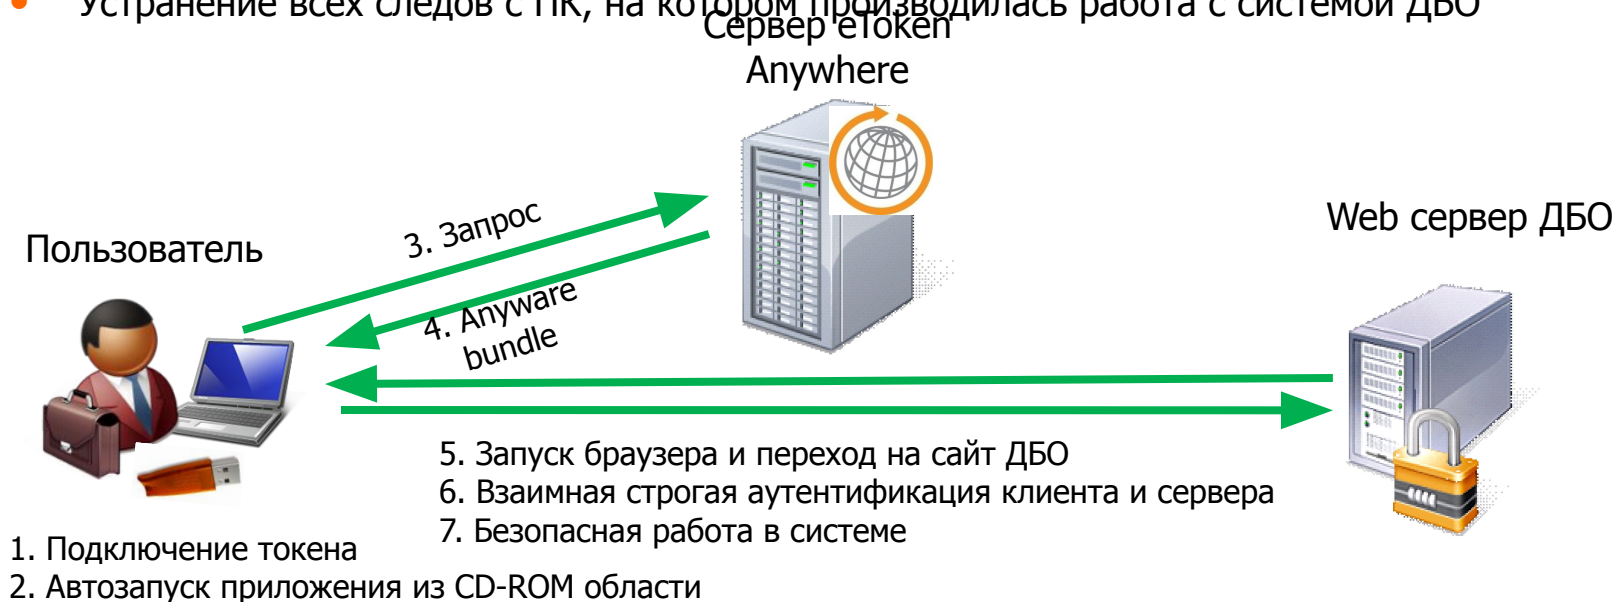 • Устранение всех следов с ПК, на котором производилась работа с системой ДБО
Сервер eToken
Anywhere
Web сервер ДБО
Пользователь
3. Запрос
4. Anyware
bundle
5. Запуск браузера и переход на сайт ДБО
6. Взаимная строгая аутентификация клиента и сервера
7. Безопасная работа в системе
1. Подключение токена
2. Автозапуск приложения из CD-ROM области